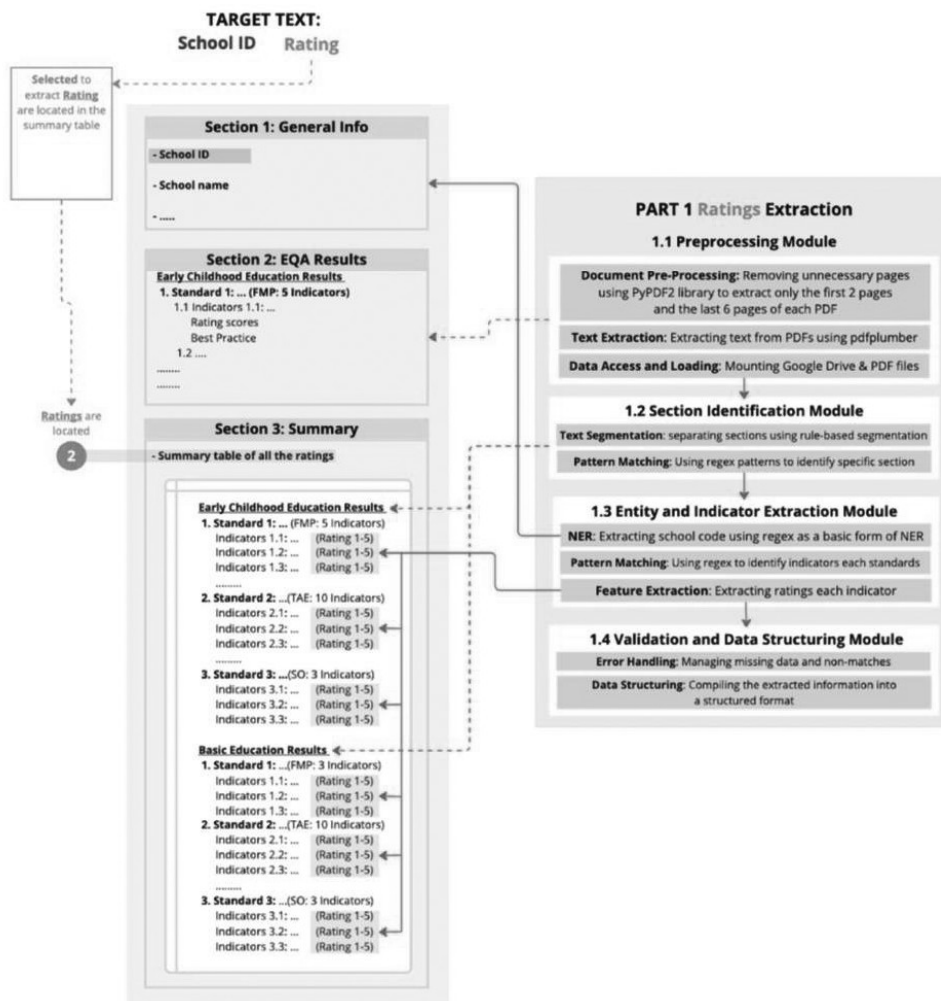 TARGET TEXT:
School ID Rating
Selected to
extract Rating
are located in the
summary table
Section 1: General Info
- School ID
- School name
- .....
Section 2: EQA Results
Early Childhood Education Results
1. Standard 1: ... (FMP: 5 Indicators)
1.1 Indicators 1.1: ...
Rating scores
Best Practice
1.2 ....
........
........
Ratings are
located
2
Section 3: Summary
- Summary table of all the ratings
Early Childhood Education Results
1. Standard 1: ... (FMP: 5 Indicators)
Indicators 1.1: ... (Rating 1-5)
Indicators 1.2: ... (Rating 1-5)
Indicators 1.3: ... (Rating 1-5)
.........
2. Standard 2: ...(TAE: 10 Indicators)
Indicators 2.1: ... (Rating 1-5)
Indicators 2.2: ... (Rating 1-5)
Indicators 2.3: ... (Rating 1-5)
.........
3. Standard 3: ...(SO: 3 Indicators)
Indicators 3.1: ... (Rating 1-5)
Indicators 3.2: ... (Rating 1-5)
Indicators 3.3: ... (Rating 1-5)
Basic Education Results
1. Standard 1: ...(FMP: 3 Indicators)
Indicators 1.1: ... (Rating 1-5)
Indicators 1.2: ... (Rating 1-5)
Indicators 1.3: ... (Rating 1-5)
2. Standard 2: ...(TAE: 10 Indicators)
Indicators 2.1: ... (Rating 1-5)
Indicators 2.2: ... (Rating 1-5)
Indicators 2.3: ... (Rating 1-5)
.........
3. Standard 3: ...(SO: 3 Indicators)
Indicators 3.1: ... (Rating 1-5)
Indicators 3.2: ... (Rating 1-5)
Indicators 3.3: ... (Rating 1-5)
PART 1 Ratings Extraction
1.1 Preprocessing Module
Document Pre-Processing: Removing unnecessary pages
using PyPDF2 library to extract only the first 2 pages
and the last 6 pages of each PDF
Text Extraction: Extracting text from PDFs using pdfplumber
Data Access and Loading: Mounting Google Drive & PDF files
1.2 Section Identification Module
Text Segmentation: separating sections using rule-based segmentation
Pattern Matching: Using regex patterns to identify specific section
1.3 Entity and Indicator Extraction Module
NER: Extracting school code using regex as a basic form of NER
Pattern Matching: Using regex to identify indicators each standards
Feature Extraction: Extracting ratings each indicator
1.4 Validation and Data Structuring Module
Error Handling: Managing missing data and non-matches
Data Structuring: Compiling the extracted information into
a structured format